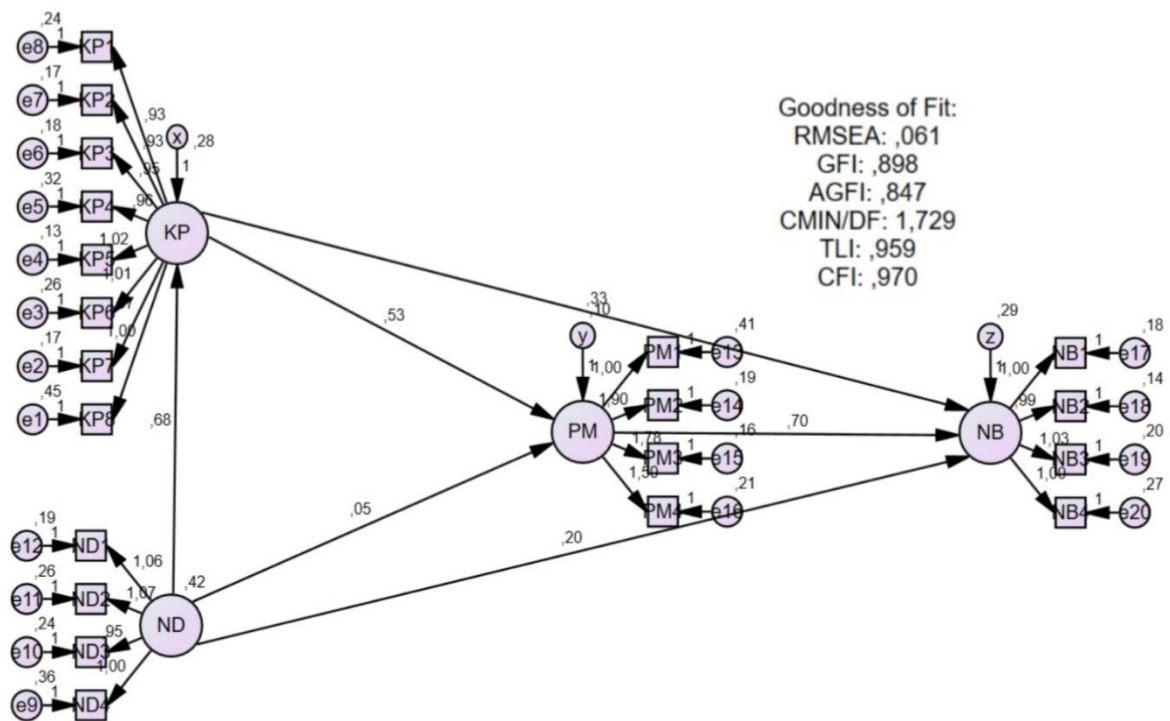 ,24
e8 1 KP1
,17
e7 1 KP2
,18
e6 1 KP3
,32
e5 1 KP4
,13
e4 1 KP5
,26
e3 1 KP6
,17
e2 1 KP7
,45
e1 1 KP8
,93
,93
,95
,96
1,02
1,01
1,00
x
,28
1
KP
Goodness of Fit:
RMSEA: ,061
GFI: ,898
AGFI: ,847
CMIN/DF: 1,729
TLI: ,959
CFI: ,970
,33
,53
,68
,05
,70
,20
,10
y
1
PM
1,00
1,90
1,78
1,50
PM1 1 ,41
PM2 1 e14 ,19
PM3 1 e15 ,16
PM4 1 e16 ,21
,29
z
1
NB
1,00
,99
1,03
1,00
NB1 1 e17 ,18
NB2 1 e18 ,14
NB3 1 e19 ,20
NB4 1 e20 ,27
,19
e12 1 ND1
,26
e11 1 ND2
,24
e10 1 ND3
,36
e9 1 ND4
1,06
1,07
,95
1,00
,42
ND